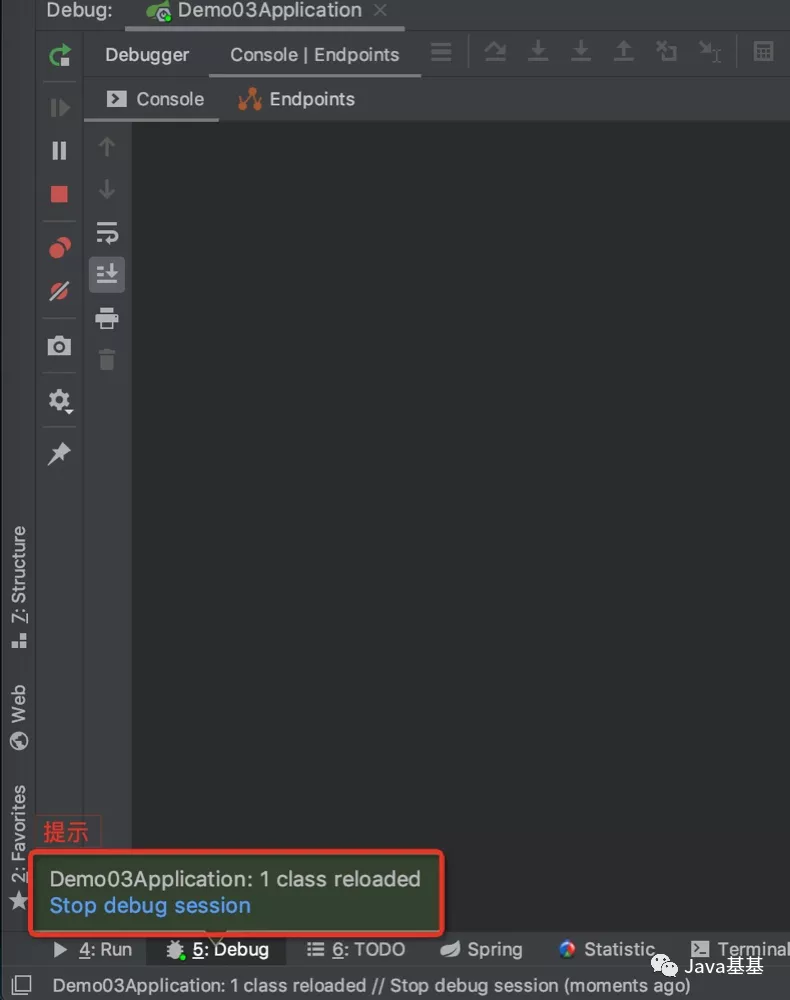 Debug: Demo03Application
Debugger Console | Endpoints
Console Endpoints
Z: Structure
Web
2: Favorites
提示
Demo03Application: 1 class reloaded
Stop debug session
4: Run 5: Debug 6: TODO Spring Statistic Terminal
Java基基
Demo03Application: 1 class reloaded // Stop debug session (moments ago)